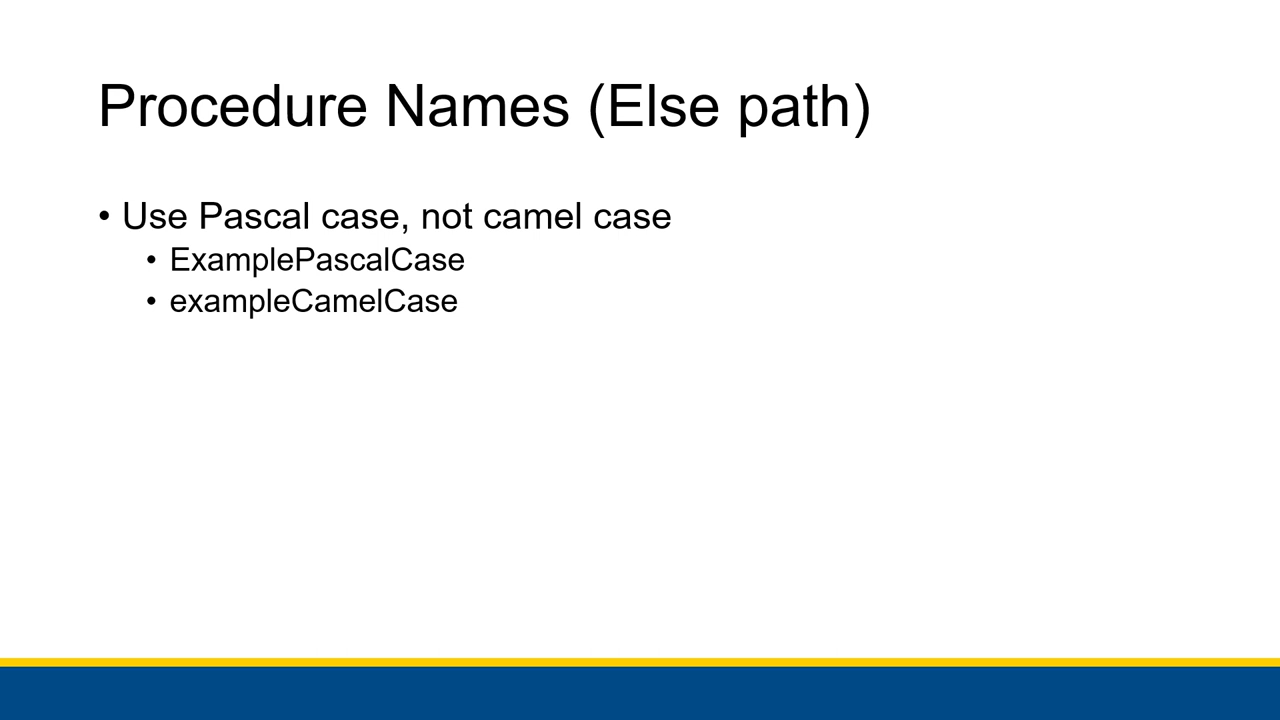 Procedure Names (Else path)
• Use Pascal case, not camel case
• ExamplePascalCase
• exampleCamelCase